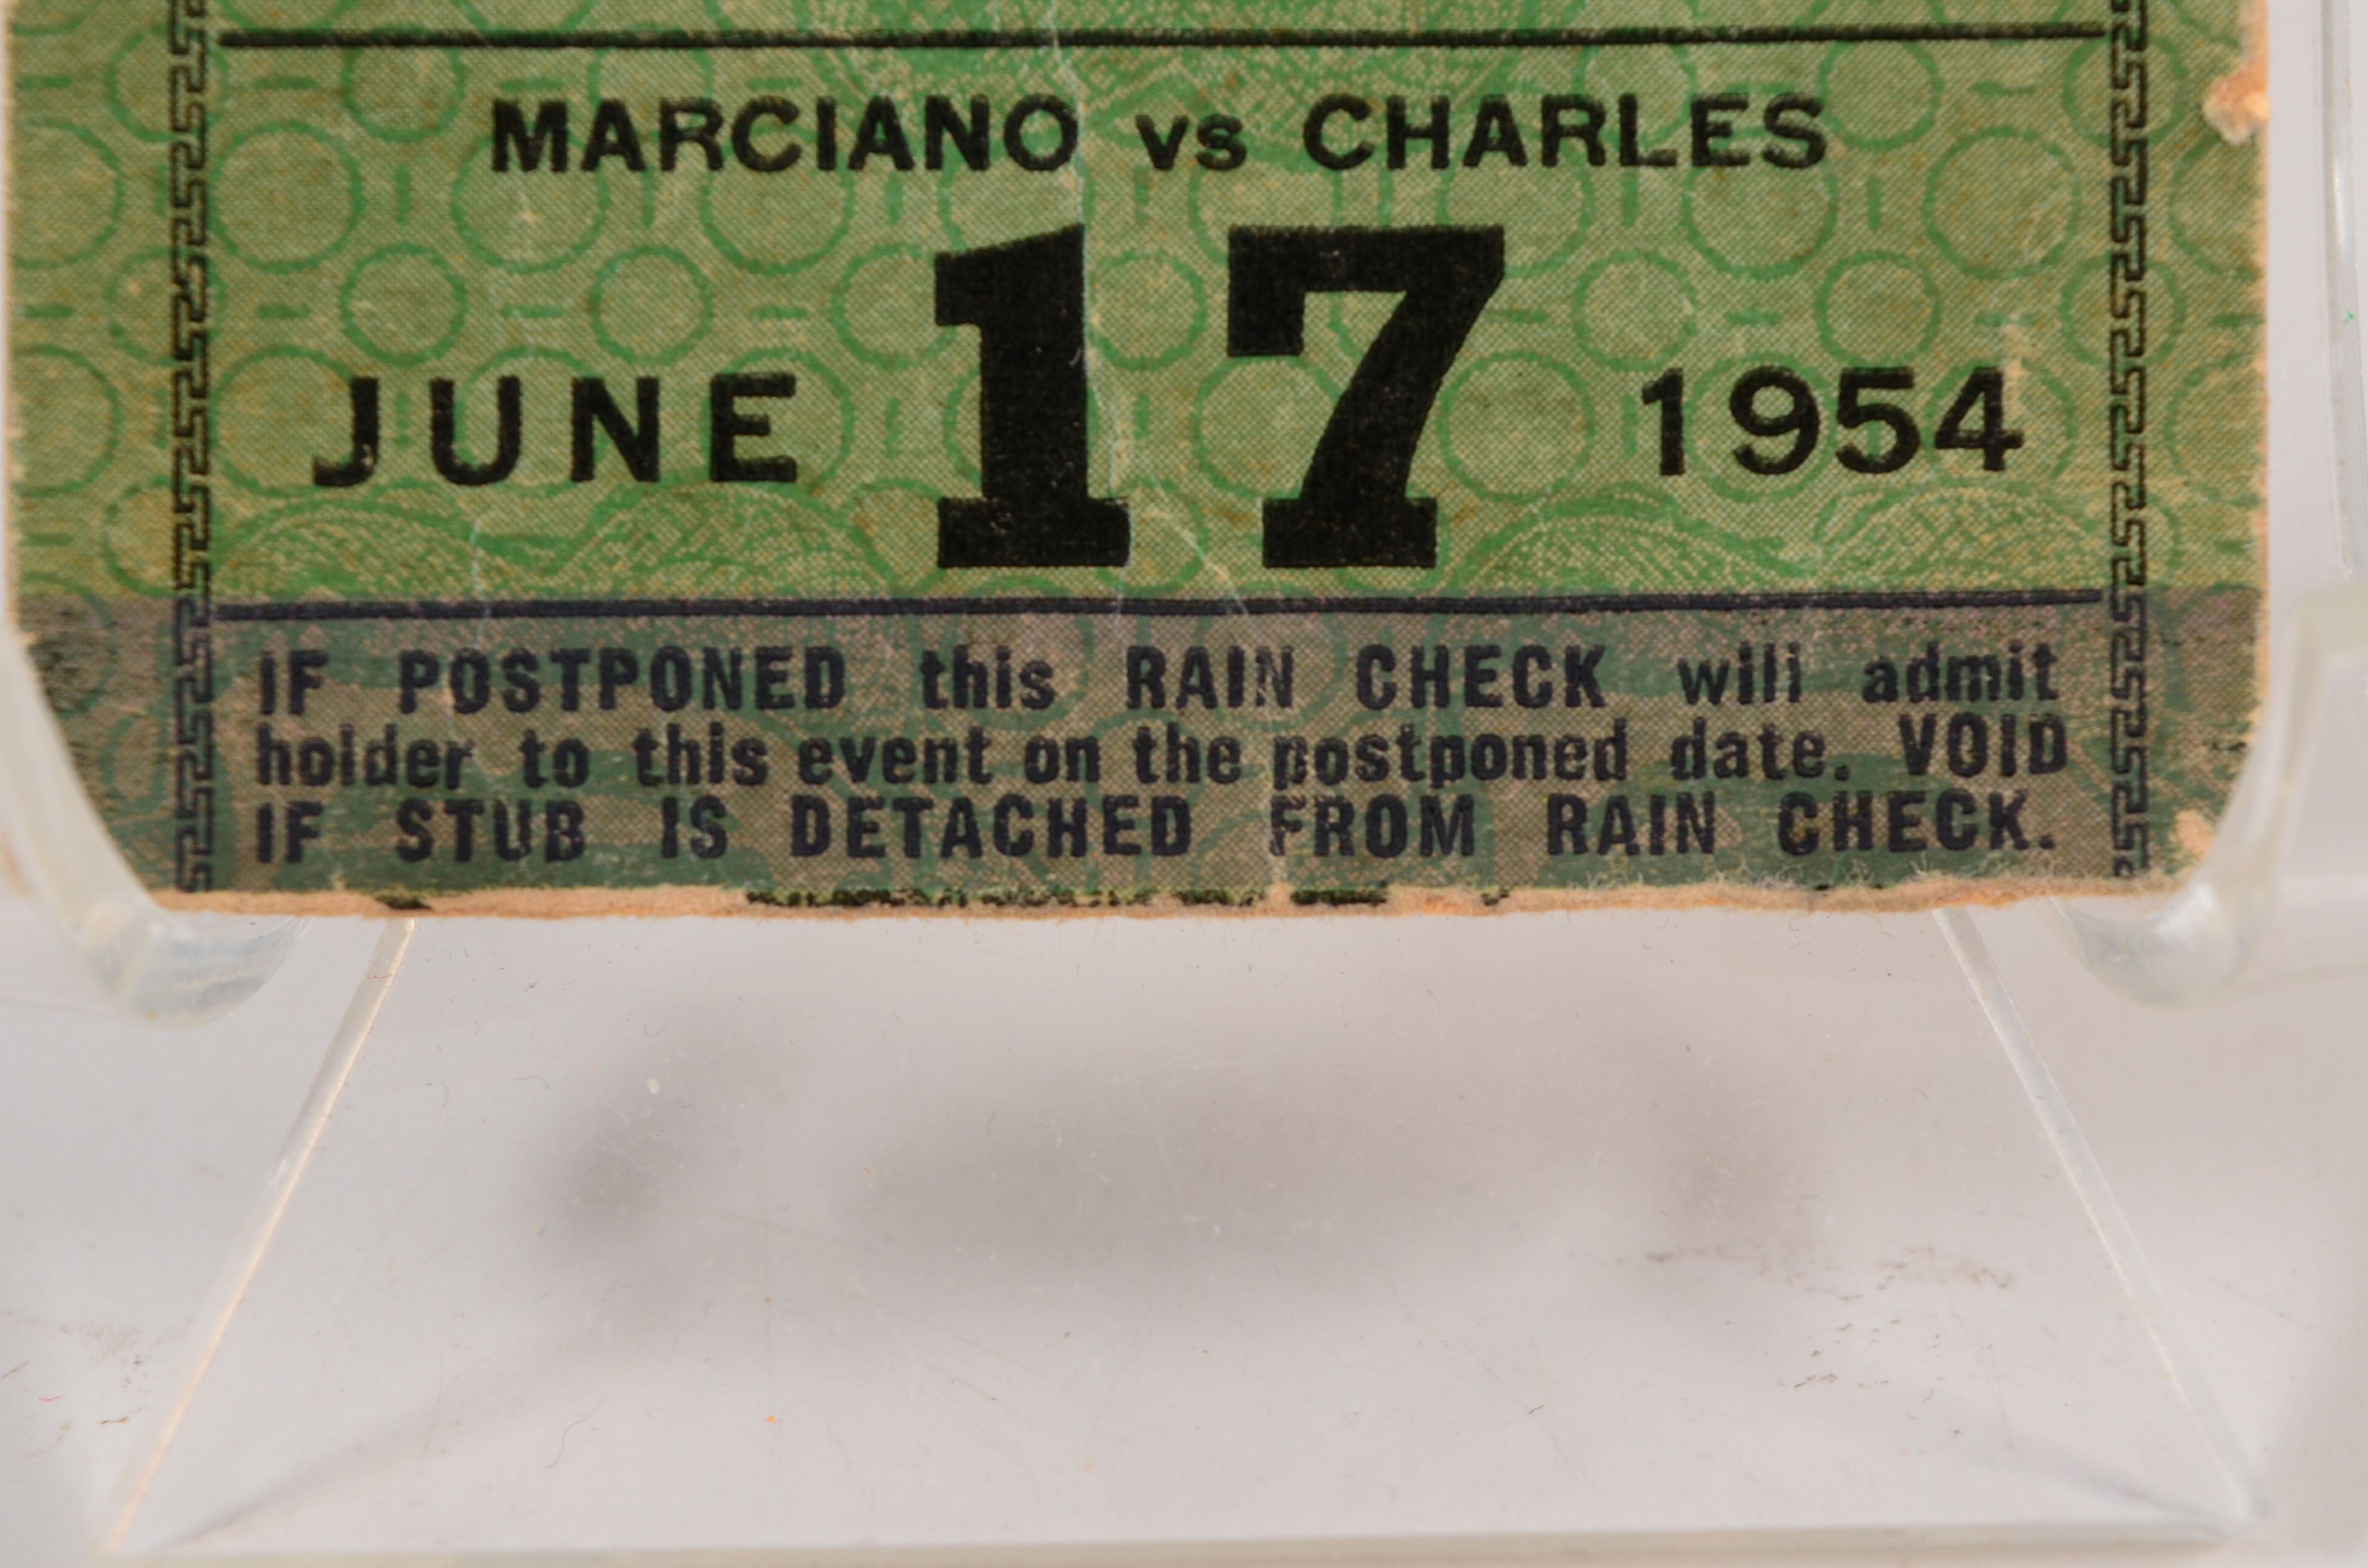 MARCIANO vs CHARLES
JUNE 17 1954
IF POSTPONED this RAIN CHECK will admit
holder to this event on the postponed date. VOID
IF STUB IS DETACHED FROM RAIN CHECK.